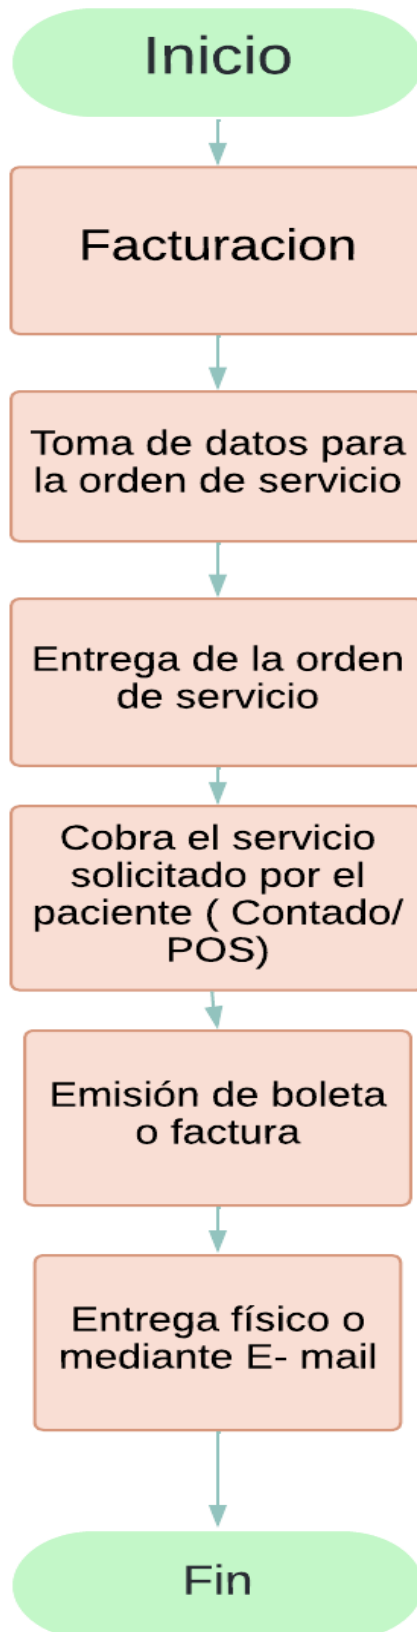 Inicio
Facturacion
Toma de datos para
la orden de servicio
Entrega de la orden
de servicio
Cobra el servicio
solicitado por el
paciente ( Contado/
POS)
Emisión de boleta
o factura
Entrega físico o
mediante E- mail
Fin